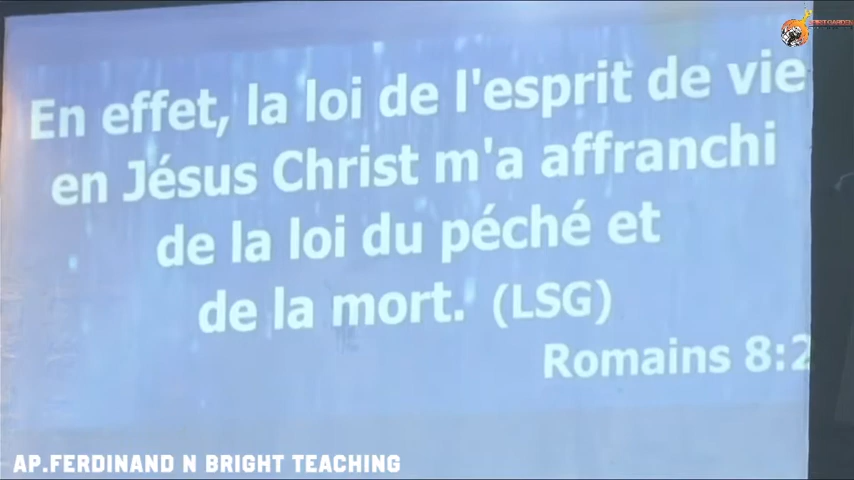 En effet, la loi de l'esprit de vie
en Jésus Christ m'a affranchi
de la loi du péché et
de la mort. (LSG)
Romains 8:2
AP.FERDINAND N BRIGHT TEACHING